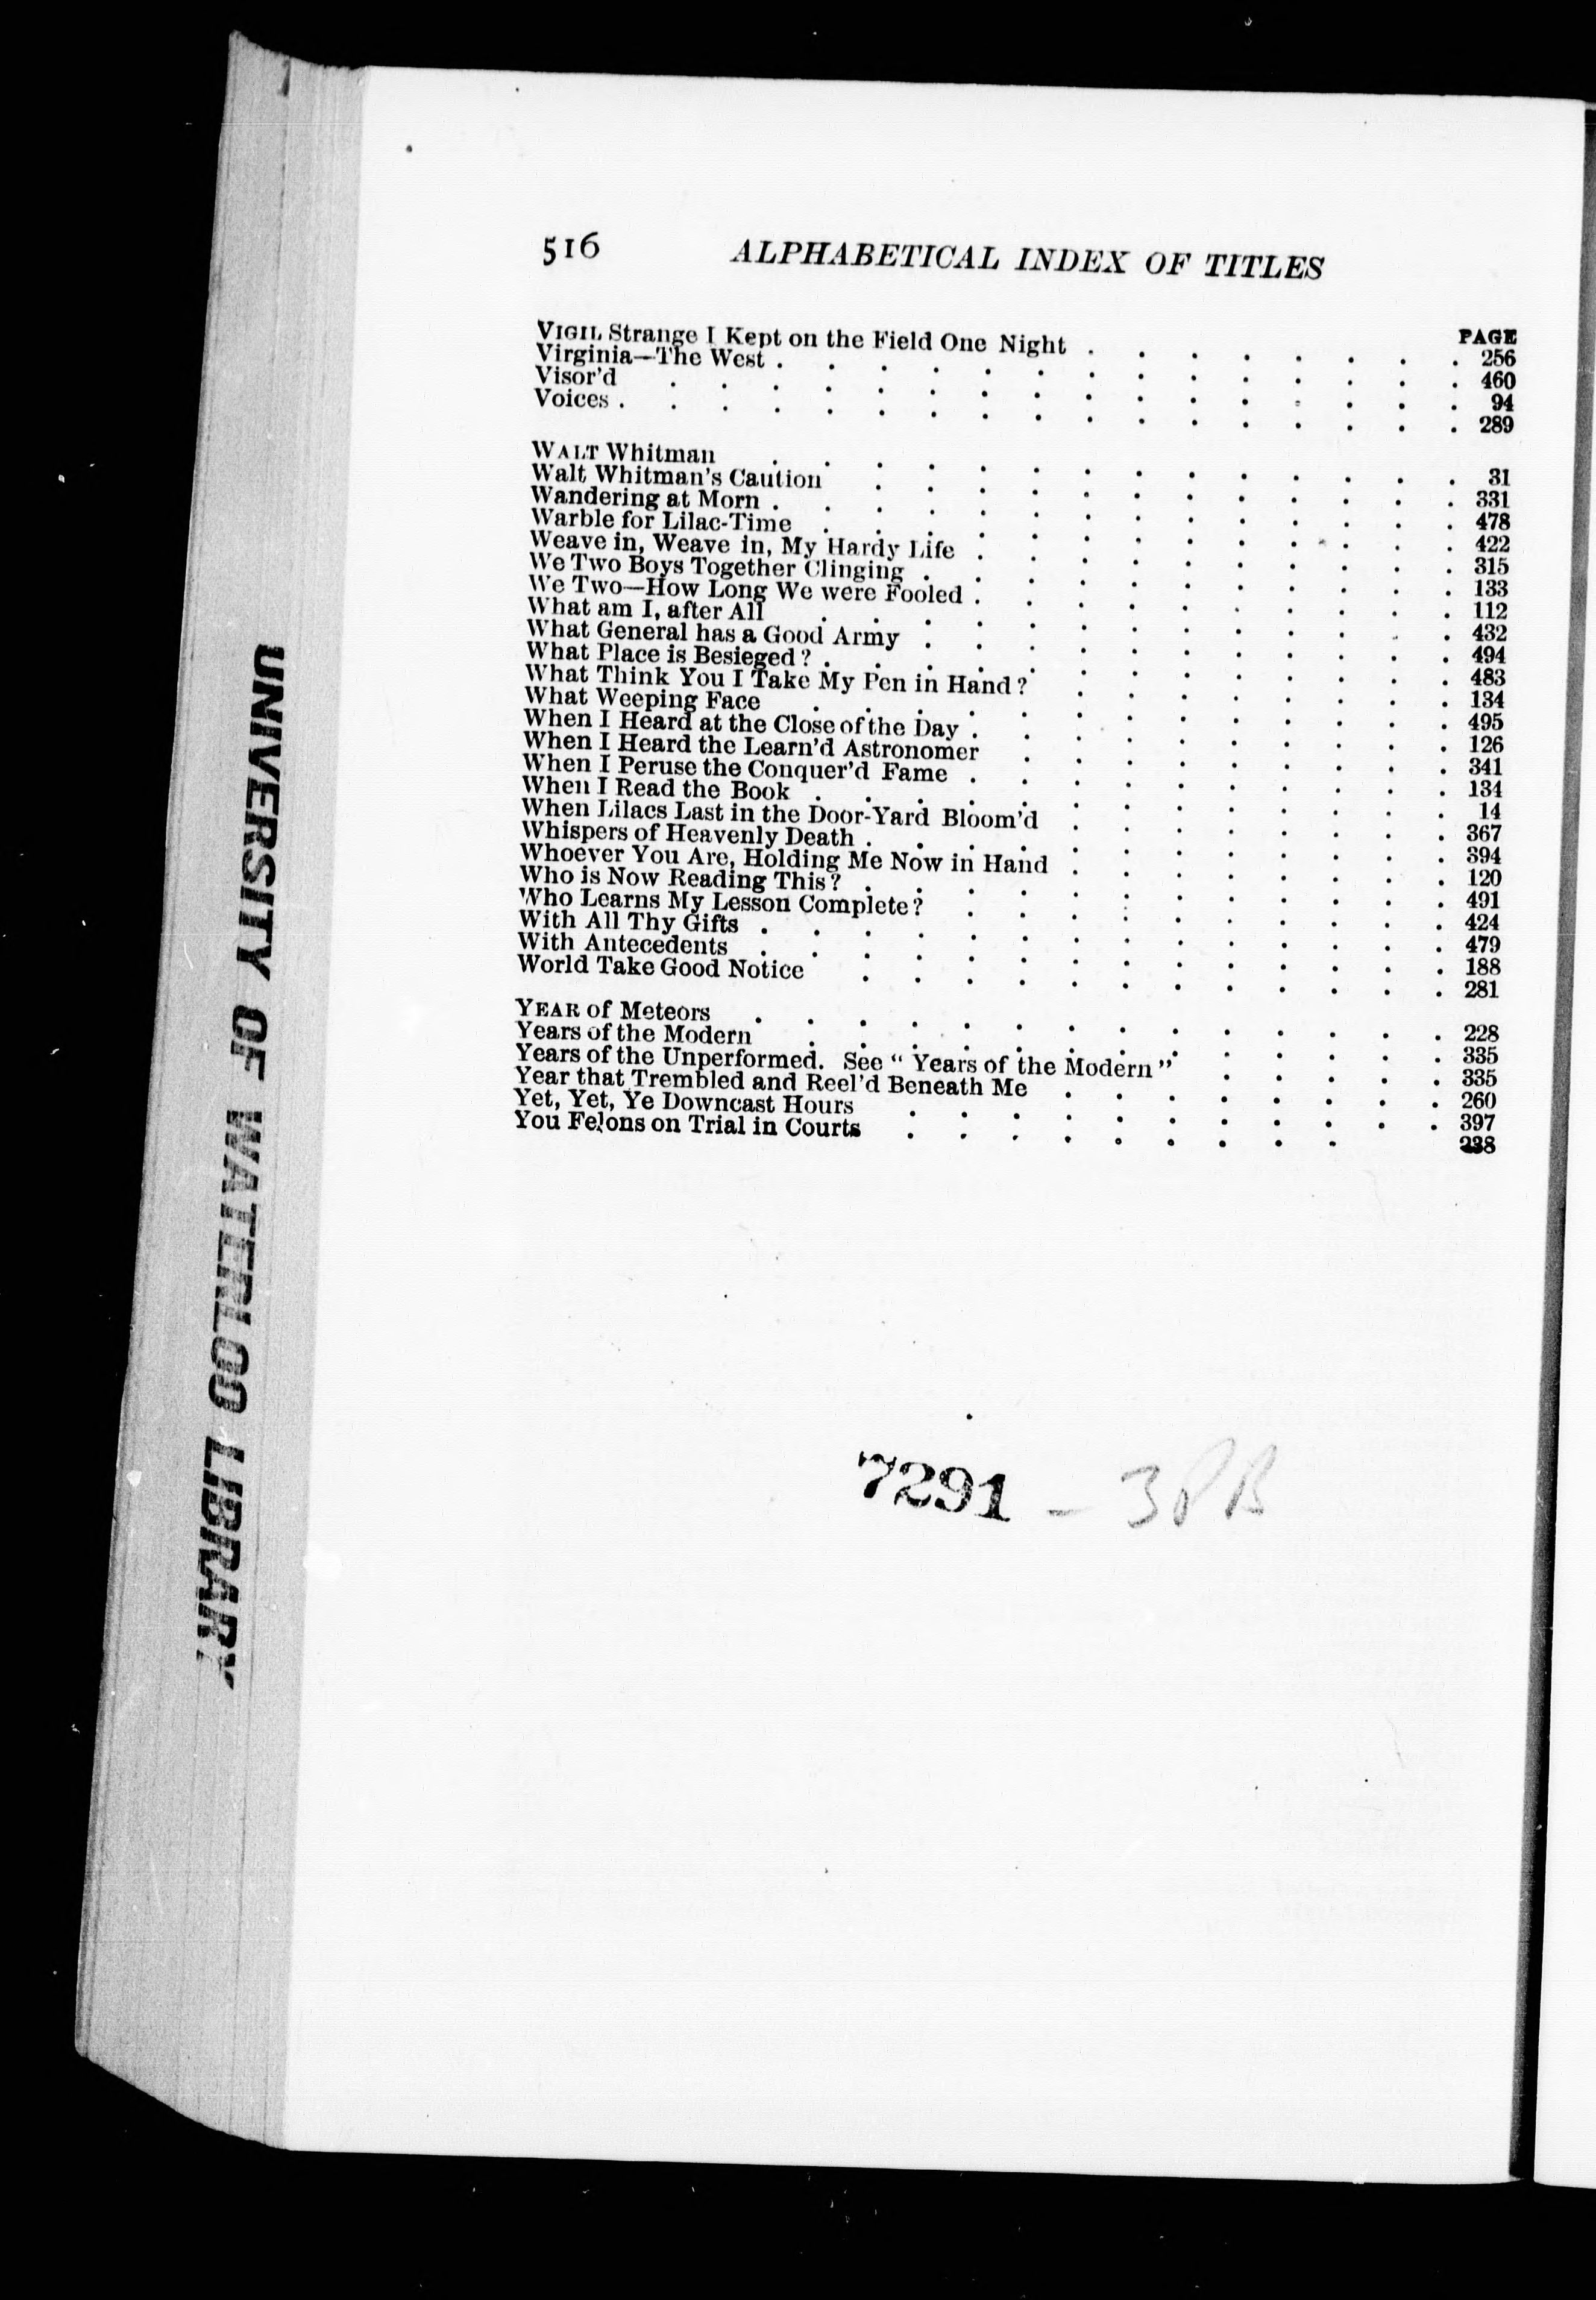 516 ALPHABETICAL INDEX OF TITLES
PAGE
VIGIL Strange I Kept on the Field One Night . . . . . . . . 256
Virginia—The West . . . . . . . . . . . . . . 460
Visor'd . . . . . . . . . . . . . . . . 94
Voices . . . . . . . . . . . . . . . . . 289
WALT Whitman . . . . . . . . . . . . . . 31
Walt Whitman's Caution . . . . . . . . . . . . 331
Wandering at Morn . . . . . . . . . . . . . . 478
Warble for Lilac-Time . . . . . . . . . . . . . 422
Weave in, Weave in, My Hardy Life . . . . . . . . . . 315
We Two Boys Together Clinging . . . . . . . . . . . 133
We Two—How Long We were Fooled . . . . . . . . . . 112
What am I, after All . . . . . . . . . . . . . 432
What General has a Good Army . . . . . . . . . . . 494
What Place is Besieged? . . . . . . . . . . . . . 483
What Think You I Take My Pen in Hand? . . . . . . . . 134
What Weeping Face . . . . . . . . . . . . . 495
When I Heard at the Close of the Day . . . . . . . . . . 126
When I Heard the Learn'd Astronomer . . . . . . . . . 341
When I Peruse the Conquer'd Fame . . . . . . . . . . 134
When I Read the Book . . . . . . . . . . . . . 14
When Lilacs Last in the Door-Yard Bloom'd . . . . . . . . 367
Whispers of Heavenly Death . . . . . . . . . . . . 394
Whoever You Are, Holding Me Now in Hand . . . . . . . . 120
Who is Now Reading This? . . . . . . . . . . . . 491
Who Learns My Lesson Complete? . . . . . . . . . . 424
With All Thy Gifts . . . . . . . . . . . . . . 479
With Antecedents . . . . . . . . . . . . . . 188
World Take Good Notice . . . . . . . . . . . . 281
YEAR of Meteors . . . . . . . . . . . . . . 228
Years of the Modern . . . . . . . . . . . . . 335
Years of the Unperformed. See "Years of the Modern" . . . . . 335
Year that Trembled and Reel'd Beneath Me . . . . . . . . 260
Yet, Yet, Ye Downcast Hours . . . . . . . . . . . 397
You Felons on Trial in Courts . . . . . . . . . 238
7291 – 3PB
UNIVERSITY OF WATERLOO LIBRARY